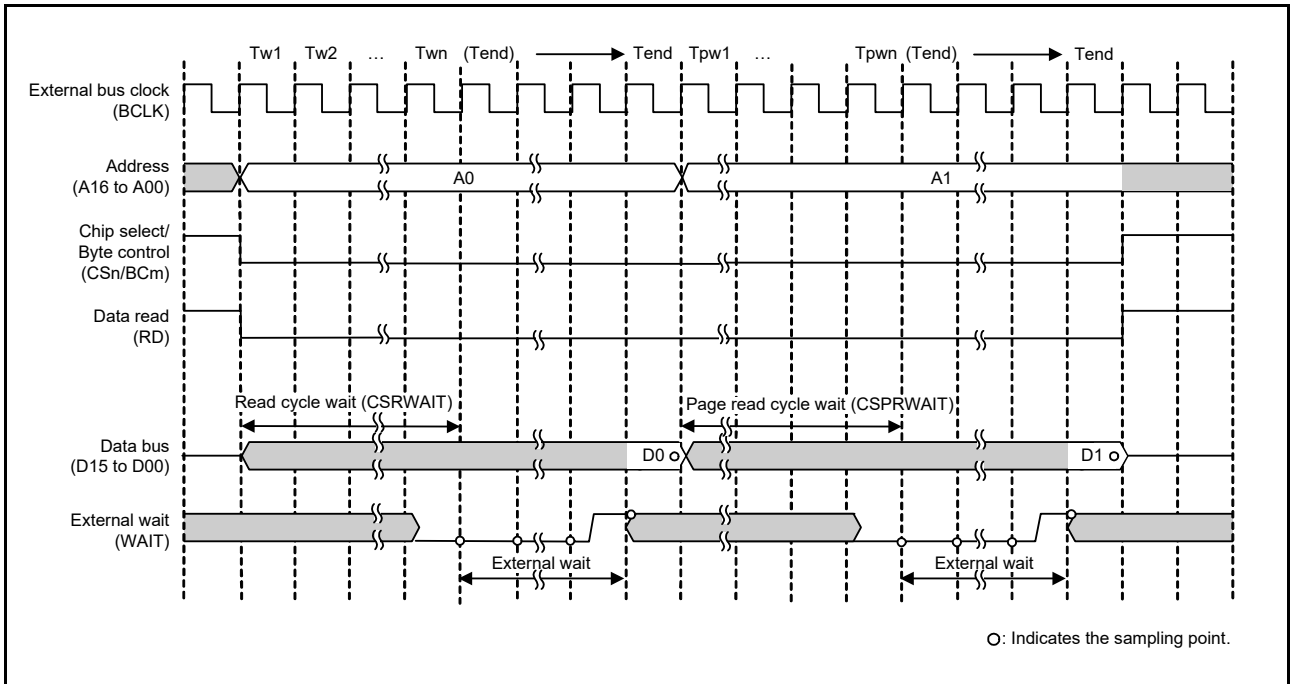 Tw1 Tw2 … Twn (Tend) Tend Tpw1 … Tpwn (Tend) Tend
External bus clock
(BCLK)
Address
(A16 to A00)
A0 A1
Chip select/
Byte control
(CSn/BCm)
Data read
(RD)
Read cycle wait (CSRWAIT) Page read cycle wait (CSPRWAIT)
Data bus
(D15 to D00)
D0 D1
External wait
(WAIT)
External wait External wait
: Indicates the sampling point.